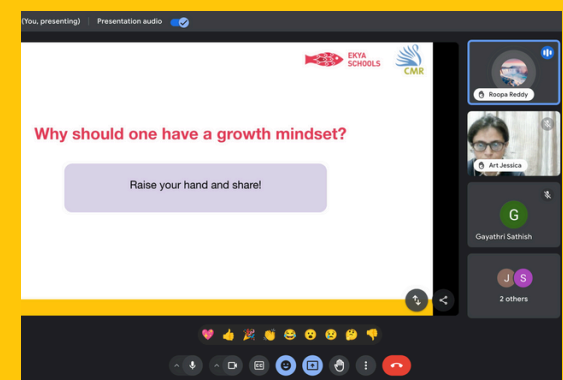 (You, presenting) Presentation audio
EKYA
SCHOOLS
CMR
Why should one have a growth mindset?
Raise your hand and share!
Roopa Reddy
Art Jessica
G
Gayathri Sathish
J S
2 others
CC